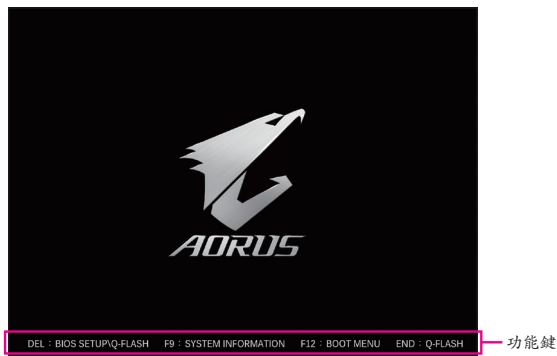 AORUS
DEL：BIOS SETUP\Q-FLASH F9：SYSTEM INFORMATION F12：BOOT MENU END：Q-FLASH
功能鍵